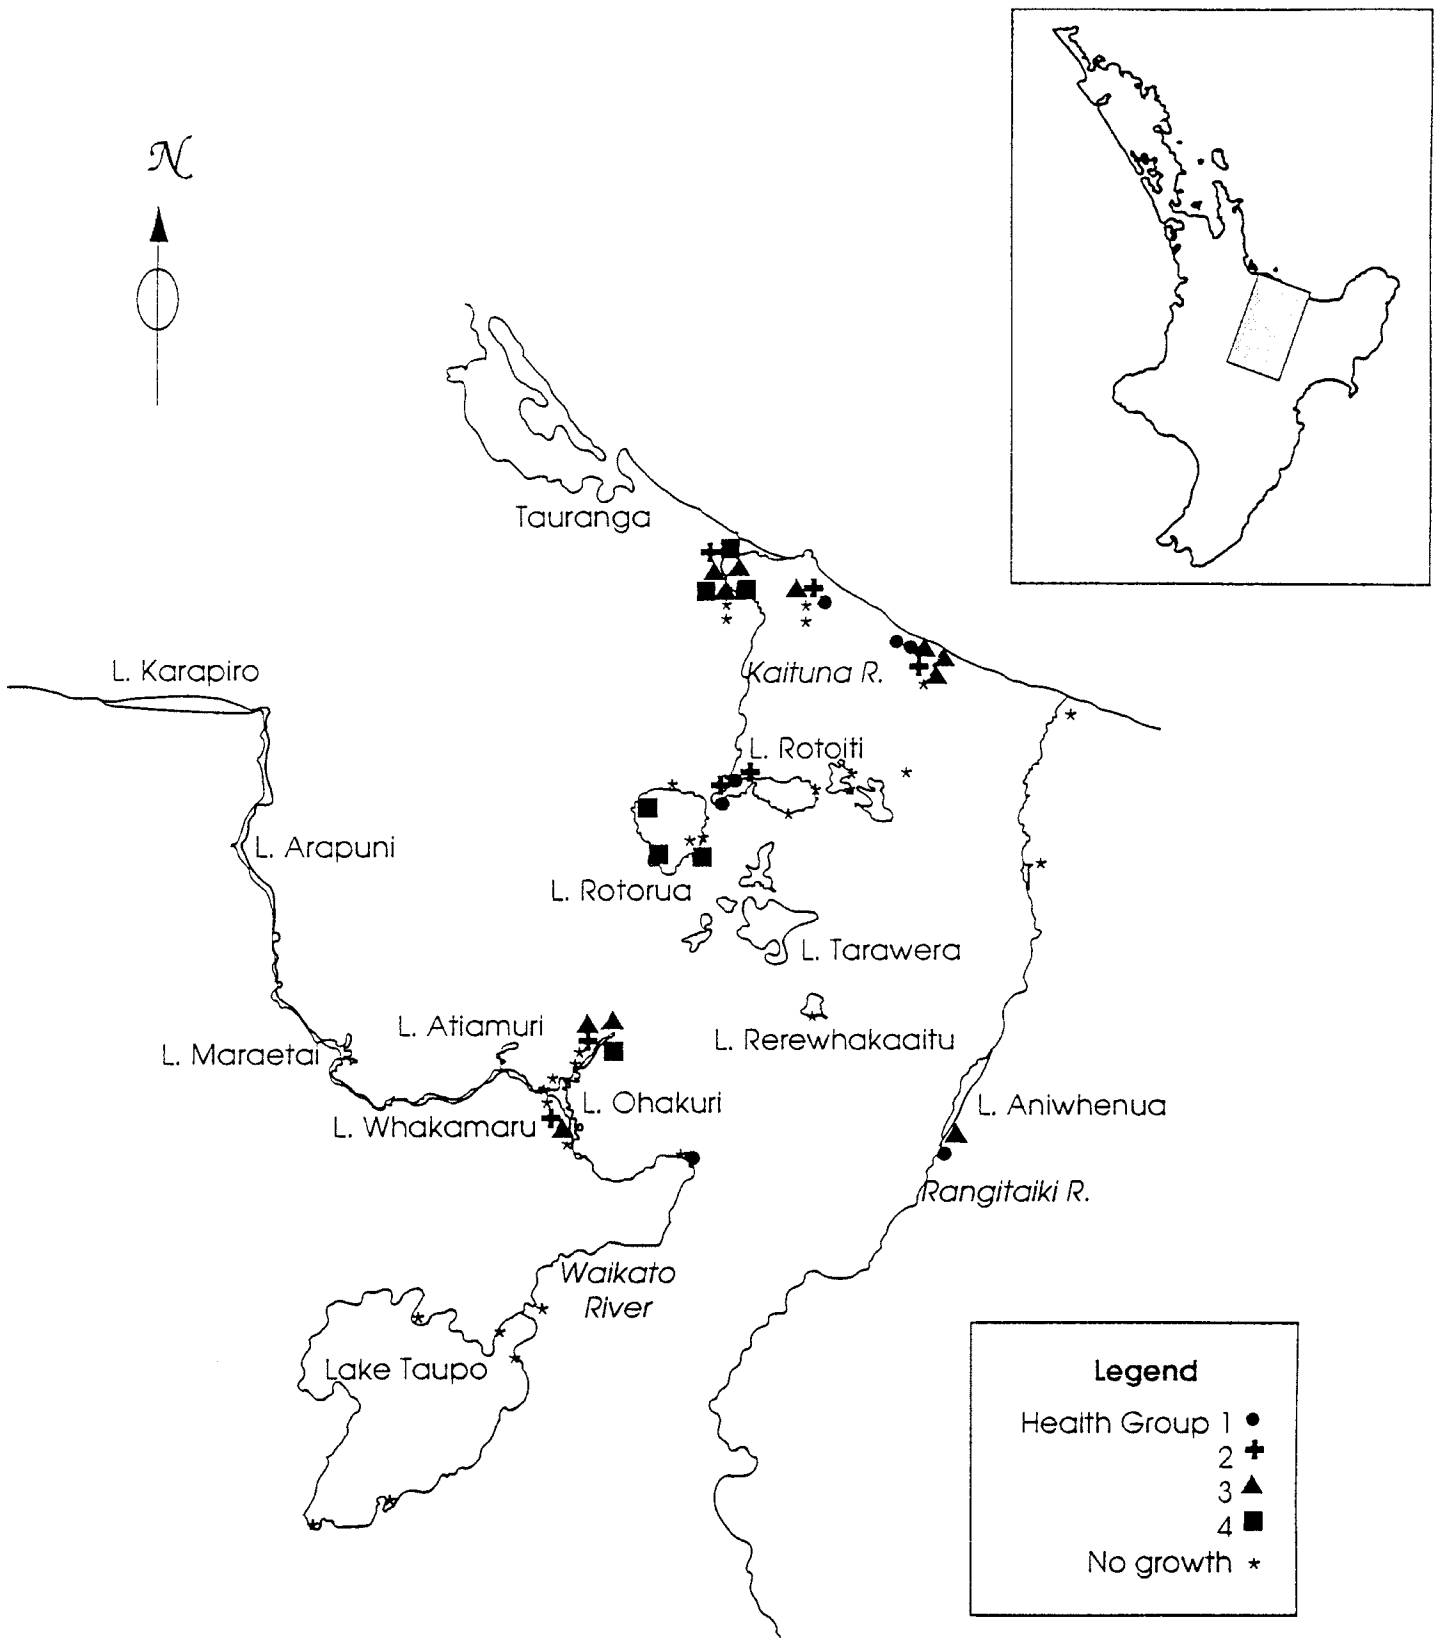 N
Tauranga
L. Karapiro
Kaituna R.
L. Rotoiti
L. Arapuni
L. Rotorua
L. Tarawera
L. Atiamuri
L. Rerewhakaaitu
L. Maraetai
L. Ohakuri
L. Aniwhenua
L. Whakamaru
Rangitaiki R.
Waikato
River
Lake Taupo
Legend
Health Group 1
2
3
4
No growth